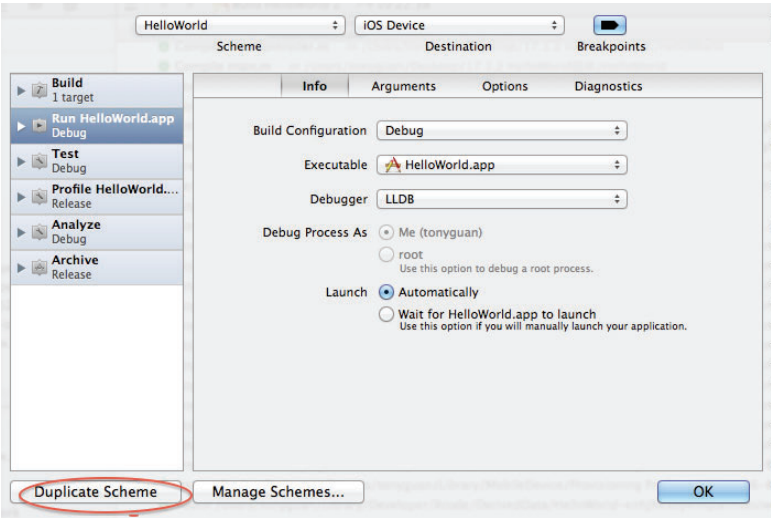 HelloWorld
iOS Device
Scheme
Destination
Breakpoints
Build
1 target
Run HelloWorld.app
Debug
Test
Debug
Profile HelloWorld....
Release
Analyze
Debug
Archive
Release
Info
Arguments
Options
Diagnostics
Build Configuration
Debug
Executable
HelloWorld.app
Debugger
LLDB
Debug Process As
Me (tonyguan)
root
Use this option to debug a root process.
Launch
Automatically
Wait for HelloWorld.app to launch
Use this option if you will manually launch your application.
Duplicate Scheme
Manage Schemes...
OK